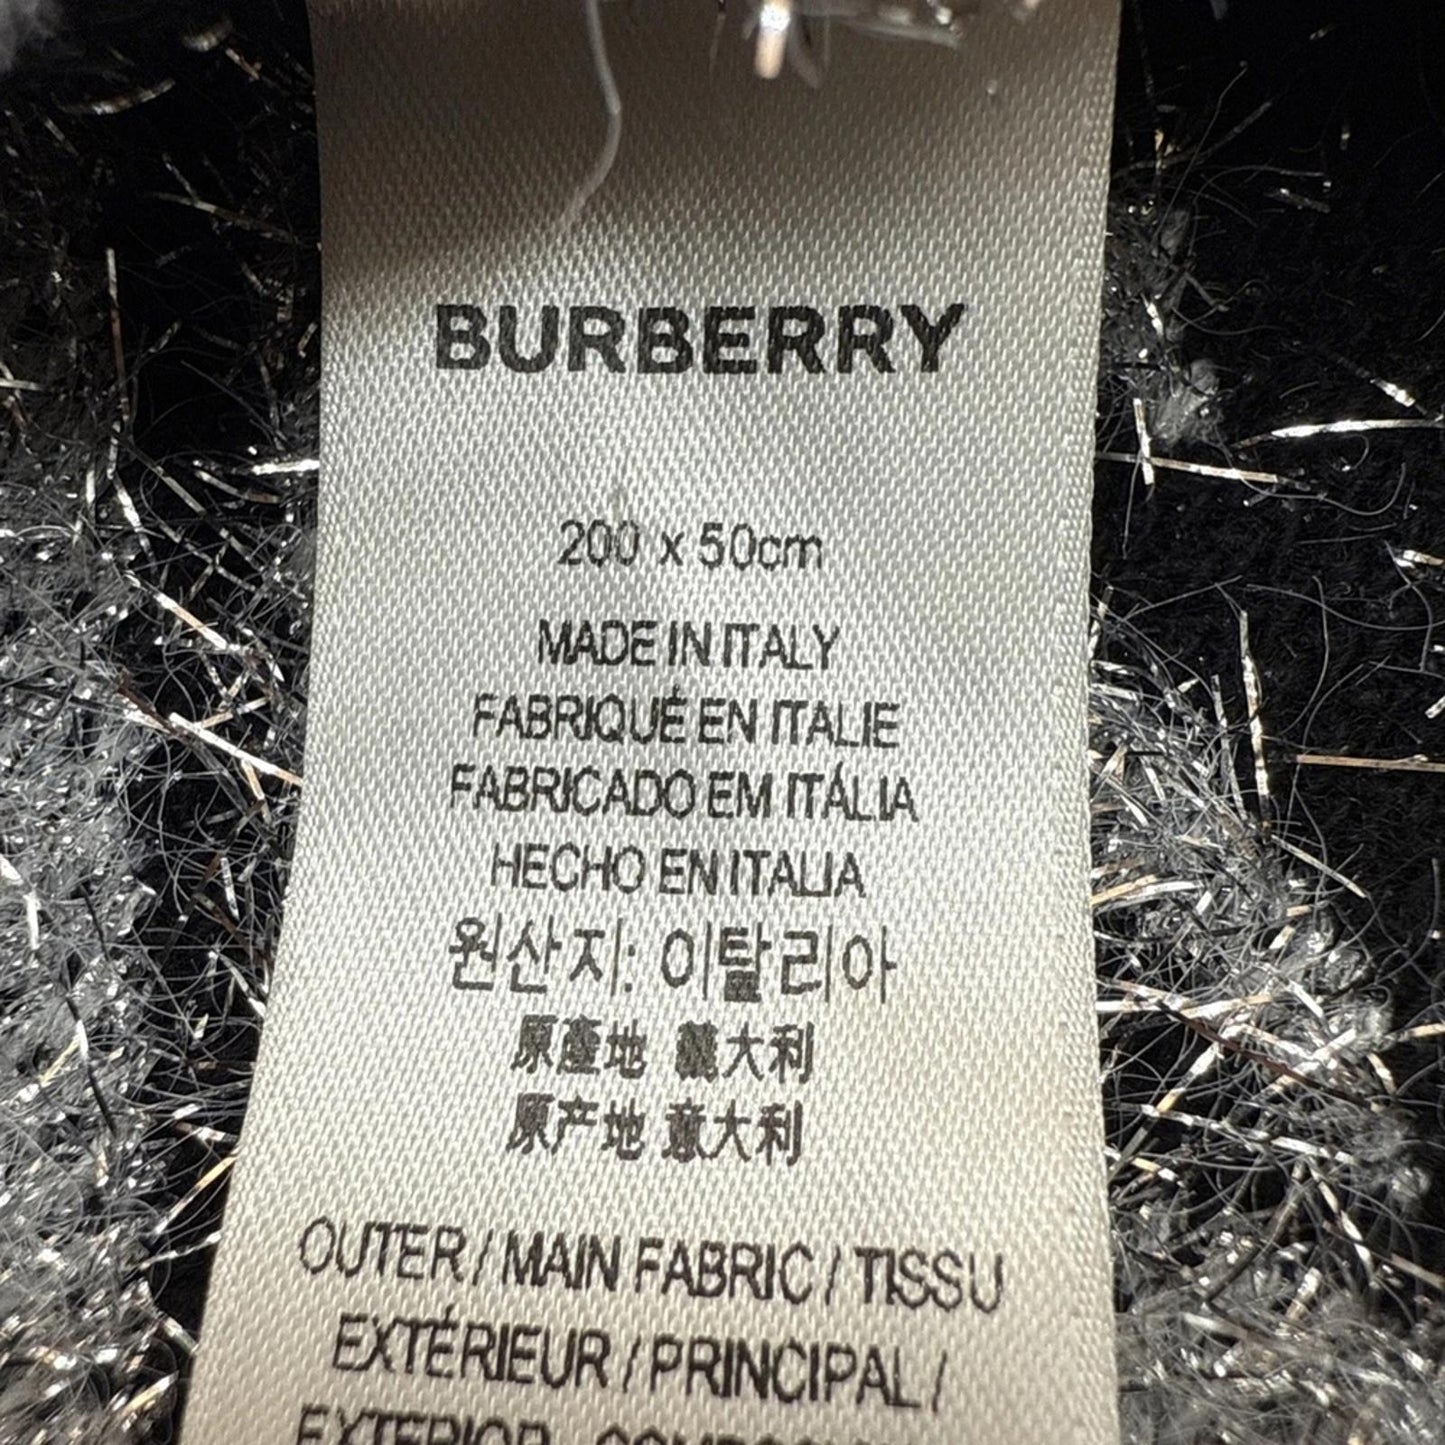 BURBERRY
200 x 50cm
MADE IN ITALY
FABRIQUÉ EN ITALIE
FABRICADO EM ITÁLIA
HECHO EN ITALIA
원산지: 이탈리아
原產地 義大利
原产地 意大利
OUTER / MAIN FABRIC / TISSU
EXTÉRIEUR / PRINCIPAL /
EXTERIOR